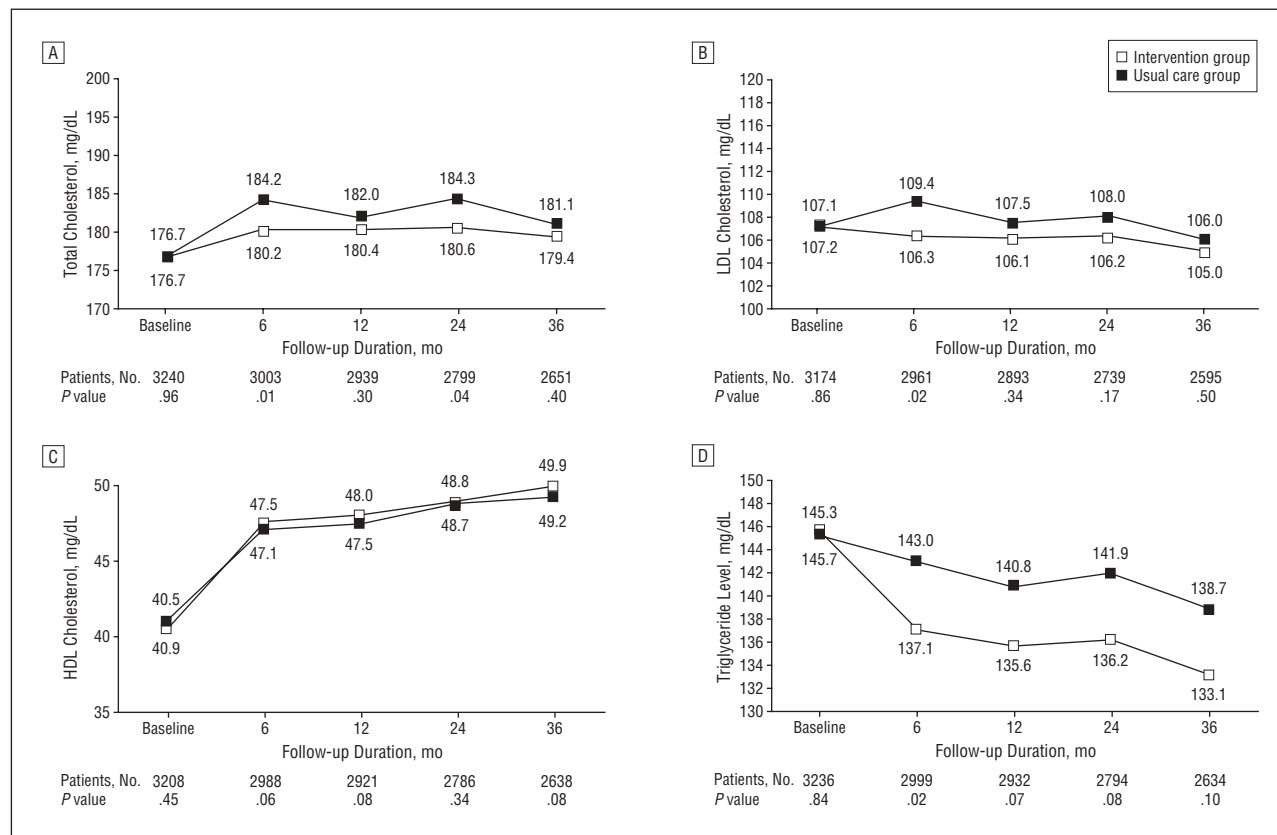 A
Total Cholesterol, mg/dL
200
195
190
185
180
175
170
176.7
184.2
182.0
184.3
181.1
176.7
180.2
180.4
180.6
179.4
Baseline 6 12 24 36
Follow-up Duration, mo
Patients, No. 3240 3003 2939 2799 2651
P value .96 .01 .30 .04 .40
B
Intervention group
Usual care group
LDL Cholesterol, mg/dL
120
118
116
114
112
110
108
106
104
102
100
107.1
109.4
107.5
108.0
106.0
107.2
106.3
106.1
106.2
105.0
Baseline 6 12 24 36
Follow-up Duration, mo
Patients, No. 3174 2961 2893 2739 2595
P value .86 .02 .34 .17 .50
C
HDL Cholesterol, mg/dL
50
45
40
35
40.5
47.5
48.0
48.8
49.9
40.9
47.1
47.5
48.7
49.2
Baseline 6 12 24 36
Follow-up Duration, mo
Patients, No. 3208 2988 2921 2786 2638
P value .45 .06 .08 .34 .08
D
Triglyceride Level, mg/dL
150
148
146
144
142
140
138
136
134
132
130
145.3
143.0
140.8
141.9
138.7
145.7
137.1
135.6
136.2
133.1
Baseline 6 12 24 36
Follow-up Duration, mo
Patients, No. 3236 2999 2932 2794 2634
P value .84 .02 .07 .08 .10